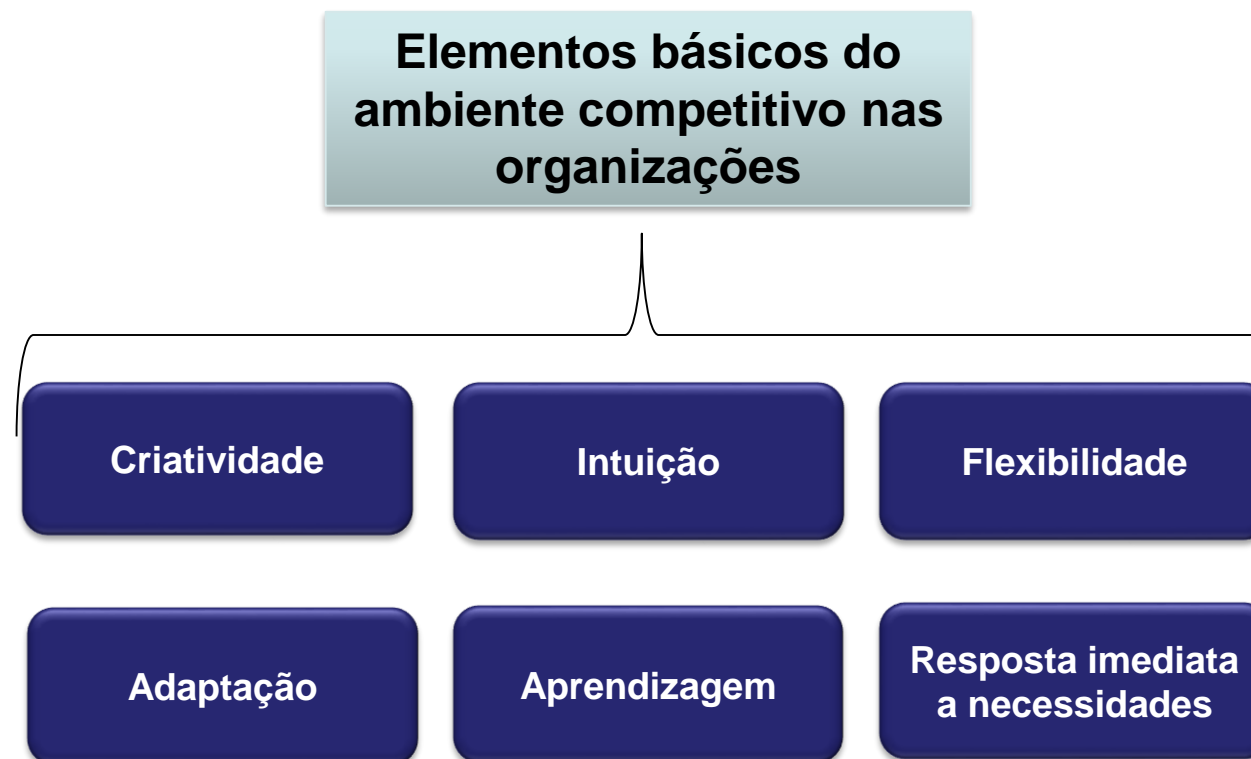 Elementos básicos do
ambiente competitivo nas
organizações
Criatividade
Intuição
Flexibilidade
Adaptação
Aprendizagem
Resposta imediata
a necessidades